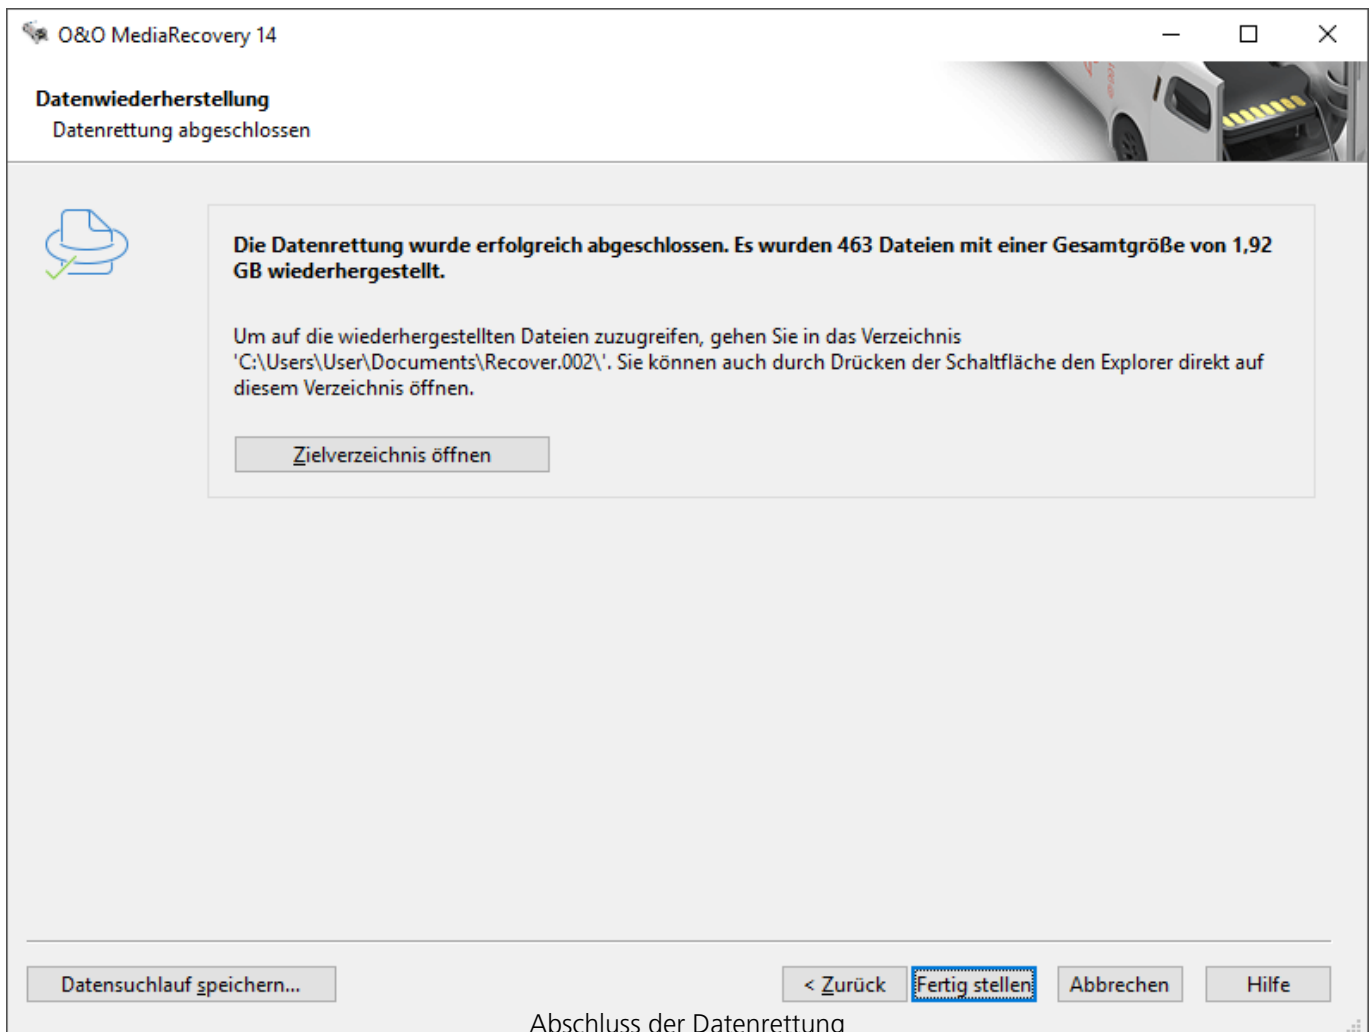 O&O MediaRecovery 14
Datenwiederherstellung
Datenrettung abgeschlossen
Die Datenrettung wurde erfolgreich abgeschlossen. Es wurden 463 Dateien mit einer Gesamtgröße von 1,92
GB wiederhergestellt.
Um auf die wiederhergestellten Dateien zuzugreifen, gehen Sie in das Verzeichnis
'C:\Users\User\Documents\Recover.002\'. Sie können auch durch Drücken der Schaltfläche den Explorer direkt auf
diesem Verzeichnis öffnen.
Zielverzeichnis öffnen
Datensuchlauf speichern...
< Zurück
Fertig stellen
Abbrechen
Hilfe
Abschluss der Datenrettung